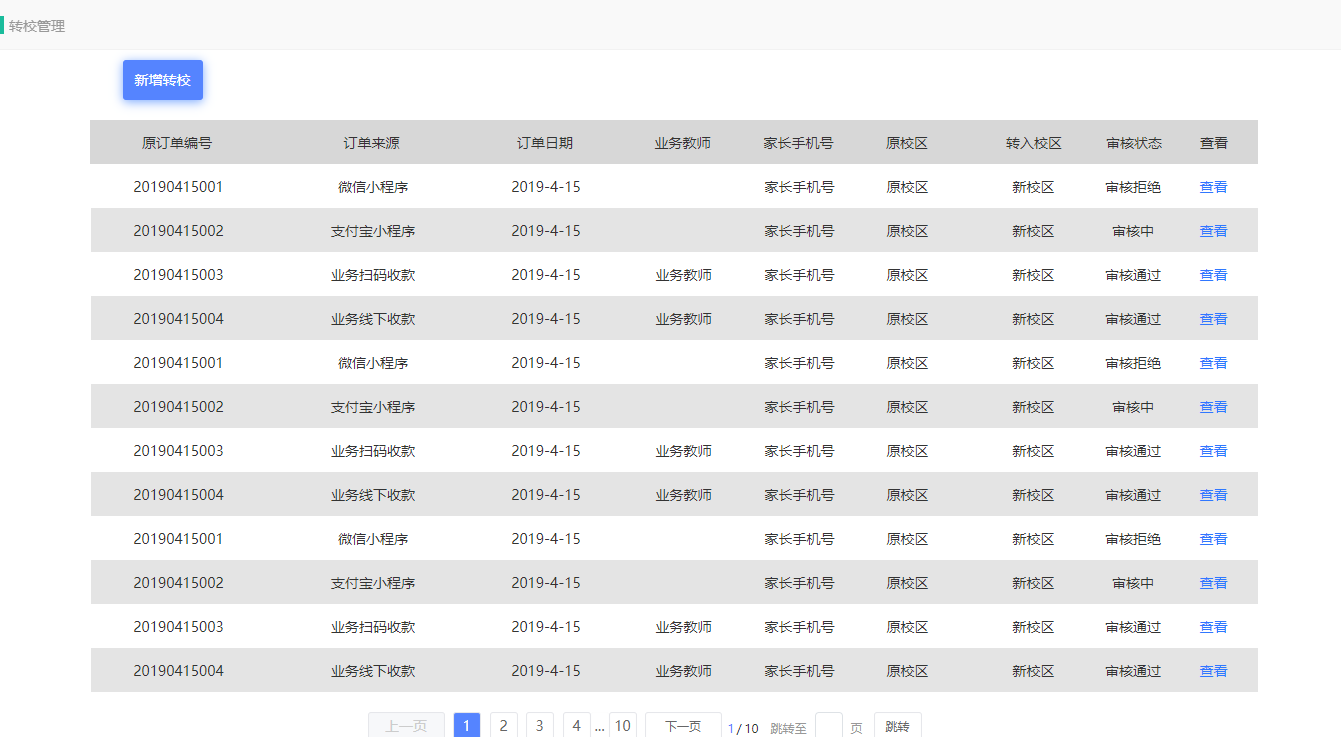 转校管理
新增转校
原订单编号 订单来源 订单日期 业务教师 家长手机号 原校区 转入校区 审核状态 查看
20190415001 微信小程序 2019-4-15 家长手机号 原校区 新校区 审核拒绝 查看
20190415002 支付宝小程序 2019-4-15 家长手机号 原校区 新校区 审核中 查看
20190415003 业务扫码收款 2019-4-15 业务教师 家长手机号 原校区 新校区 审核通过 查看
20190415004 业务线下收款 2019-4-15 业务教师 家长手机号 原校区 新校区 审核通过 查看
20190415001 微信小程序 2019-4-15 家长手机号 原校区 新校区 审核拒绝 查看
20190415002 支付宝小程序 2019-4-15 家长手机号 原校区 新校区 审核中 查看
20190415003 业务扫码收款 2019-4-15 业务教师 家长手机号 原校区 新校区 审核通过 查看
20190415004 业务线下收款 2019-4-15 业务教师 家长手机号 原校区 新校区 审核通过 查看
20190415001 微信小程序 2019-4-15 家长手机号 原校区 新校区 审核拒绝 查看
20190415002 支付宝小程序 2019-4-15 家长手机号 原校区 新校区 审核中 查看
20190415003 业务扫码收款 2019-4-15 业务教师 家长手机号 原校区 新校区 审核通过 查看
20190415004 业务线下收款 2019-4-15 业务教师 家长手机号 原校区 新校区 审核通过 查看
上一页 1 2 3 4 ... 10 下一页 1 / 10 跳转至 页 跳转